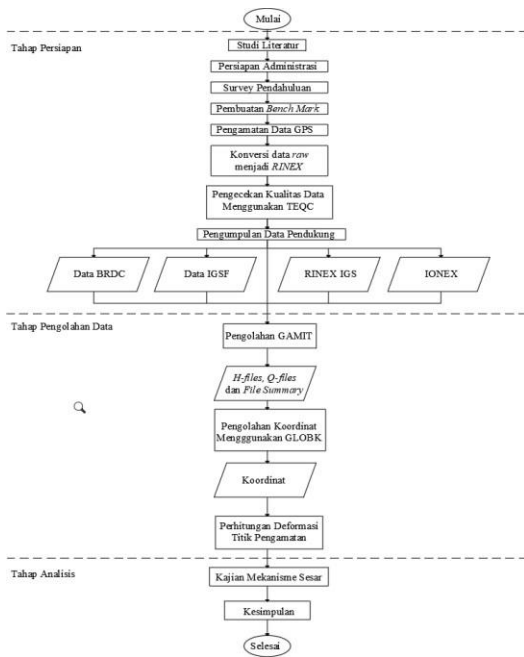 Mulai
Tahap Persiapan
Studi Literatur
Persiapan Administrasi
Survey Pendahuluan
Pembuatan Bench Mark
Pengamatan Data GPS
Konversi data raw
menjadi RINEX
Pengecekan Kualitas Data
Menggunakan TEQC
Pengumpulan Data Pendukung
Data BRDC
Data IGSF
RINEX IGS
IONEX
Tahap Pengolahan Data
Pengolahan GAMIT
H-files, Q-files
dan File Summary
Pengolahan Koordinat
Mengggunakan GLOBK
Koordinat
Perhitungan Deformasi
Titik Pengamatan
Tahap Analisis
Kajian Mekanisme Sesar
Kesimpulan
Selesai